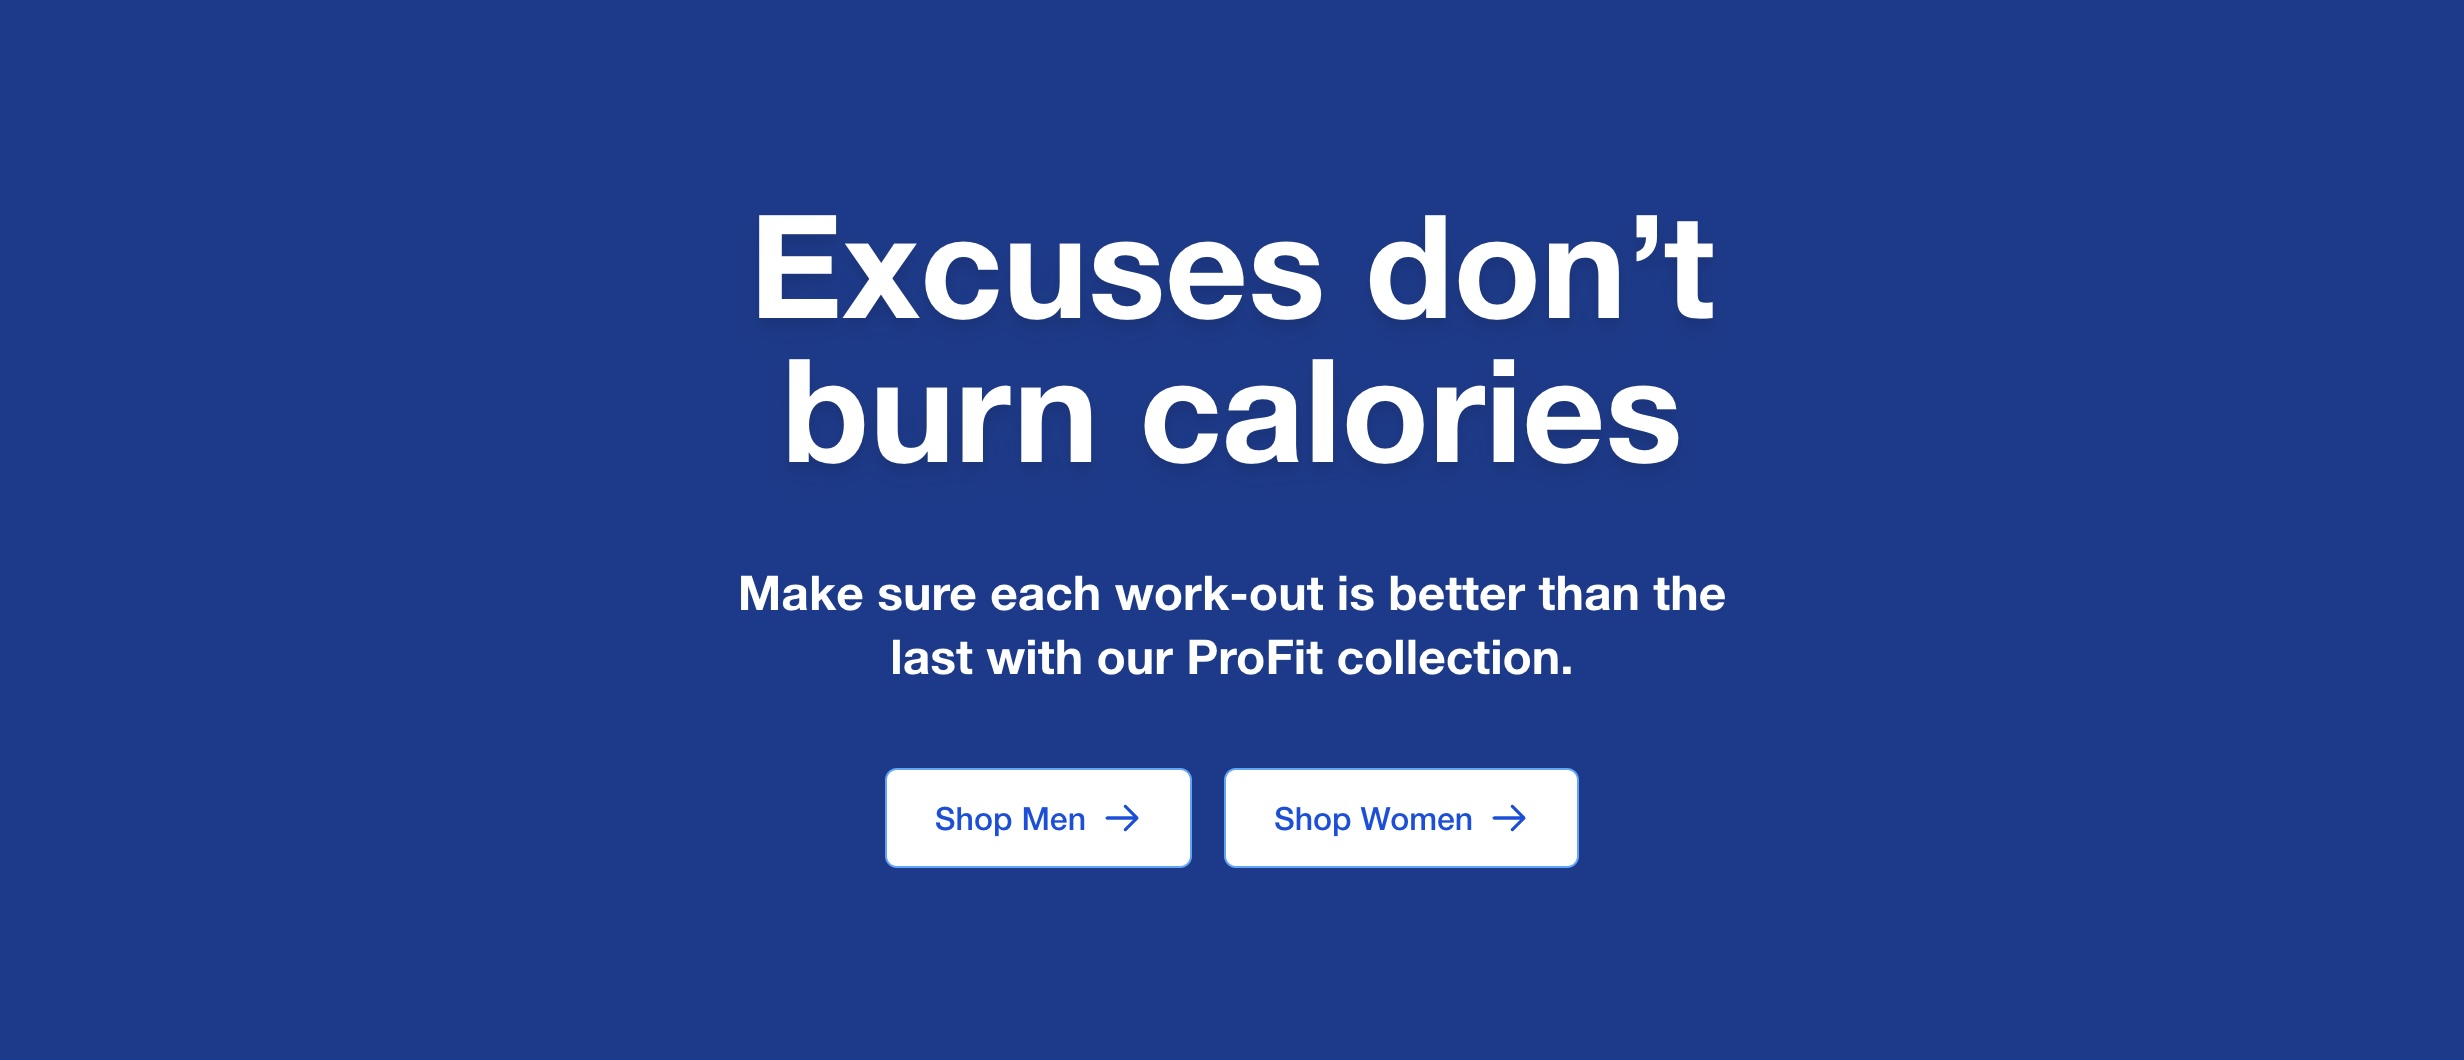 Excuses don’t
burn calories
Make sure each work-out is better than the
last with our ProFit collection.
Shop Men
Shop Women